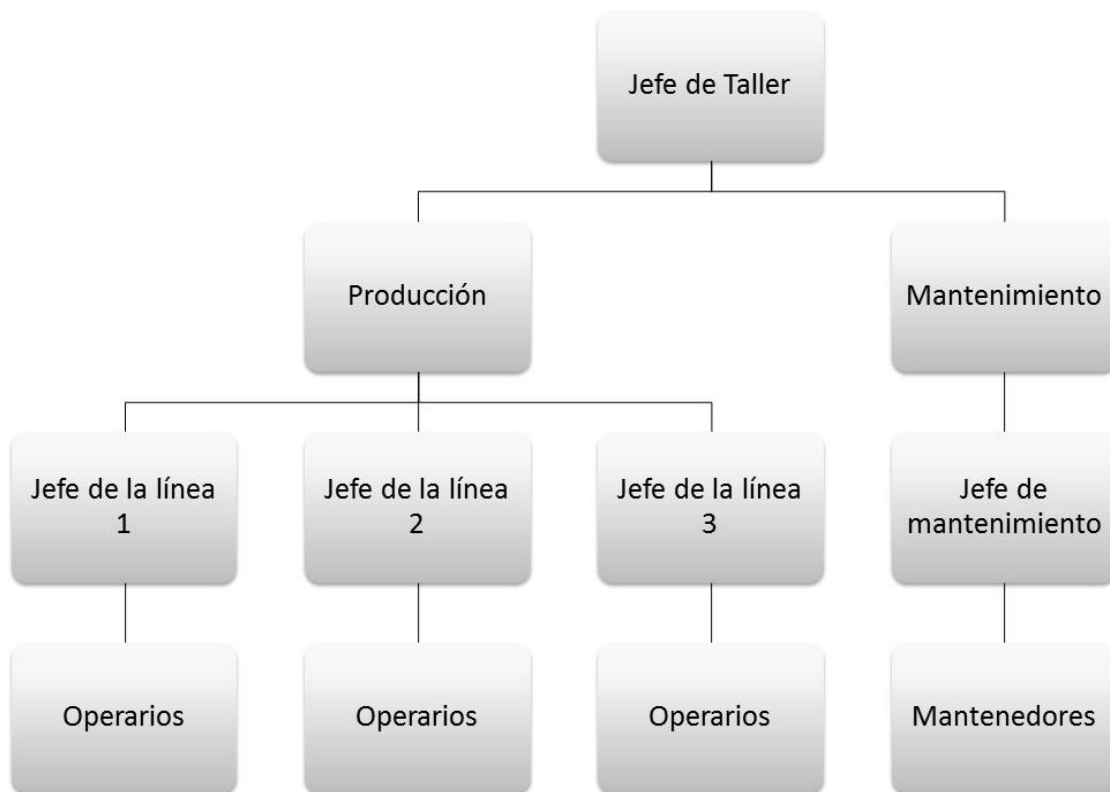 Jefe de Taller
Producción
Mantenimiento
Jefe de la línea
1
Jefe de la línea
2
Jefe de la línea
3
Jefe de
mantenimiento
Operarios
Operarios
Operarios
Mantenedores